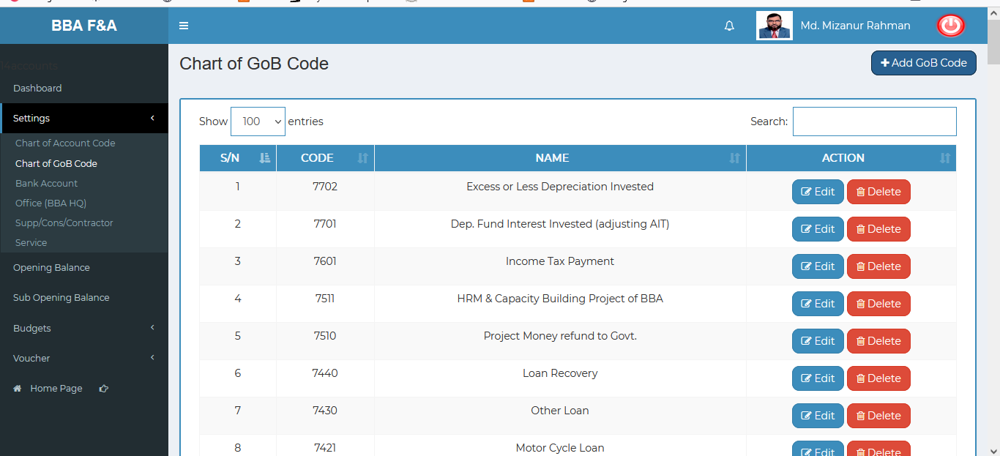 BBA F&A
Md. Mizanur Rahman
14accounts
Dashboard
Settings
Chart of Account Code
Chart of GoB Code
Bank Account
Office (BBA HQ)
Supp/Cons/Contractor
Service
Opening Balance
Sub Opening Balance
Budgets
Voucher
Home Page
Chart of GoB Code
Add GoB Code
Show 100 entries
Search:
S/N CODE NAME ACTION
1 7702 Excess or Less Depreciation Invested Edit Delete
2 7701 Dep. Fund Interest Invested (adjusting AIT) Edit Delete
3 7601 Income Tax Payment Edit Delete
4 7511 HRM & Capacity Building Project of BBA Edit Delete
5 7510 Project Money refund to Govt. Edit Delete
6 7440 Loan Recovery Edit Delete
7 7430 Other Loan Edit Delete
8 7421 Motor Cycle Loan Edit Delete